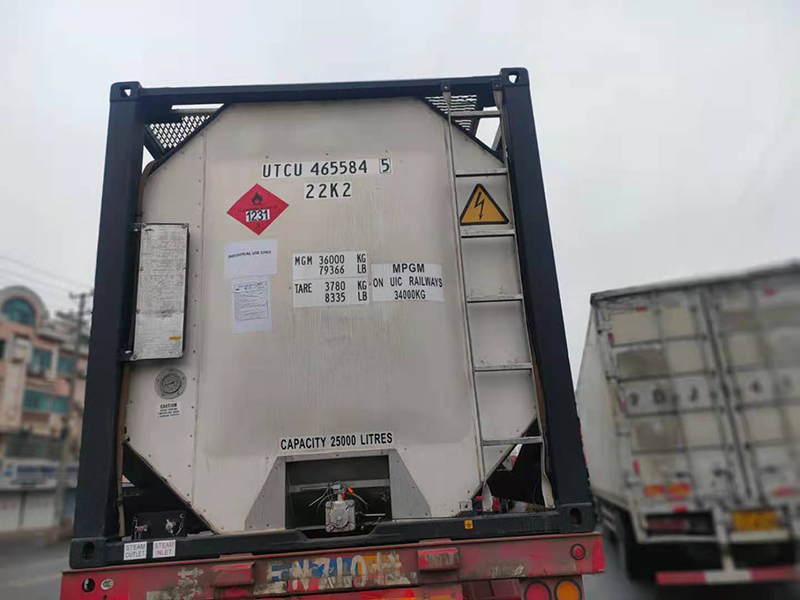 UTCU 465584 5
22K2
1231
3
INDUSTRIAL USE ONLY
MGM 36000 KG
79366 LB
TARE 3780 KG
8335 LB
MPGM
ON UIC RAILWAYS
34000KG
CAUTION
CAPACITY 25000 LITRES
STEAM
OUTLET
STEAM
INLET